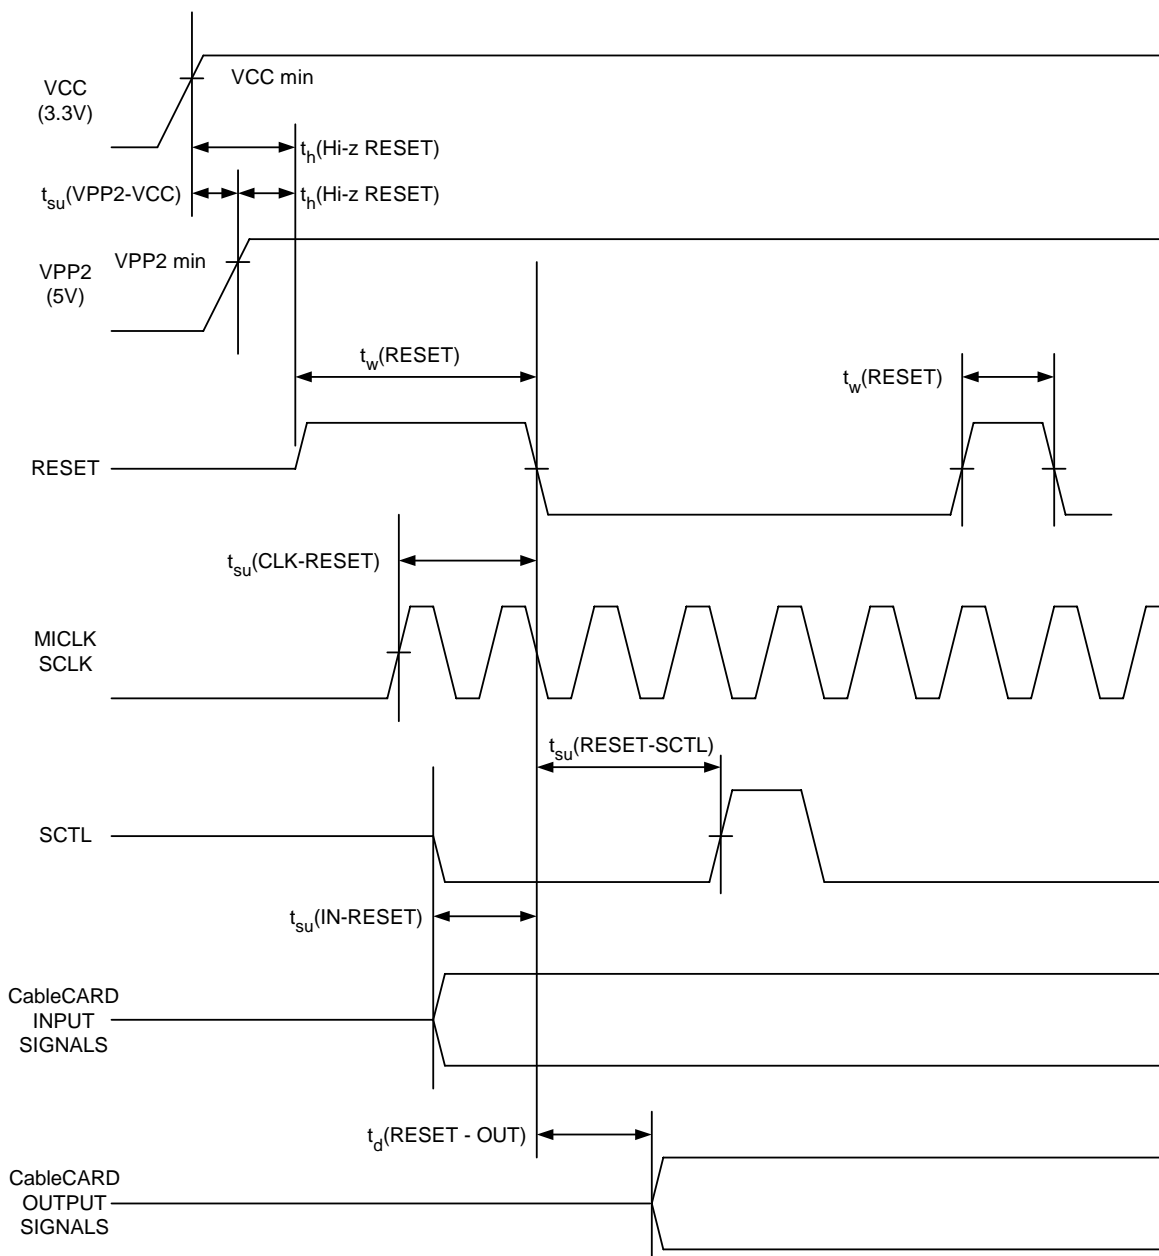 VCC min
VCC
(3.3V)
th(Hi-z RESET)
tsu(VPP2-VCC)
th(Hi-z RESET)
VPP2 min
VPP2
(5V)
tw(RESET)
tw(RESET)
RESET
tsu(CLK-RESET)
MICLK
SCLK
tsu(RESET-SCTL)
SCTL
tsu(IN-RESET)
CableCARD
INPUT
SIGNALS
td(RESET - OUT)
CableCARD
OUTPUT
SIGNALS